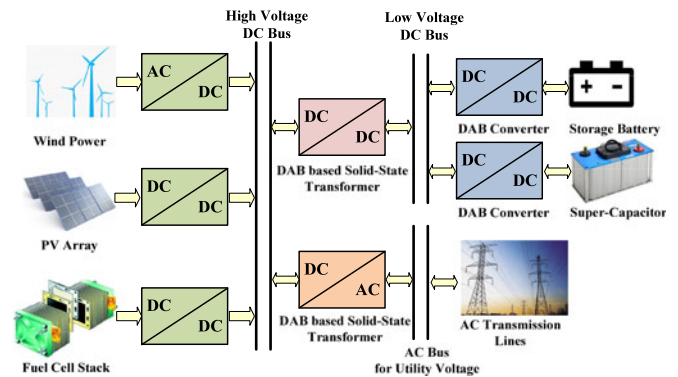 High Voltage
DC Bus
Low Voltage
DC Bus
AC
DC
Wind Power
DC
DC
DAB based Solid-State
Transformer
DC
DC
DAB Converter
Storage Battery
DC
DC
DAB Converter
Super-Capacitor
DC
DC
PV Array
DC
AC
DAB based Solid-State
Transformer
AC Transmission
Lines
DC
DC
Fuel Cell Stack
AC Bus
for Utility Voltage